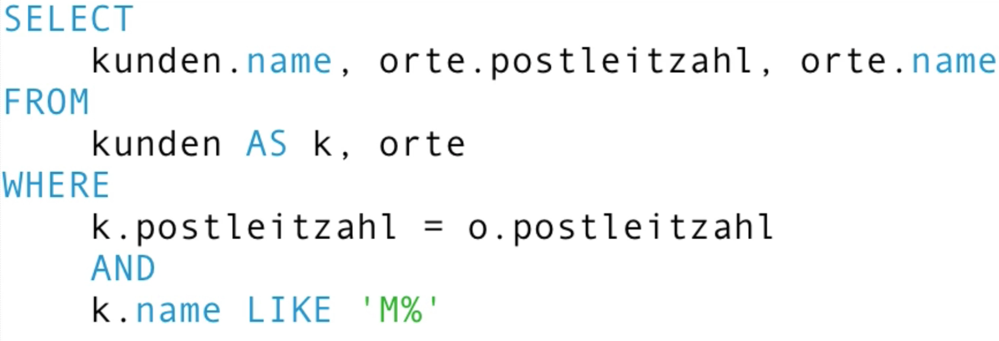 SELECT
kunden.name, orte.postleitzahl, orte.name
FROM
kunden AS k, orte
WHERE
k.postleitzahl = o.postleitzahl
AND
k.name LIKE 'M%'